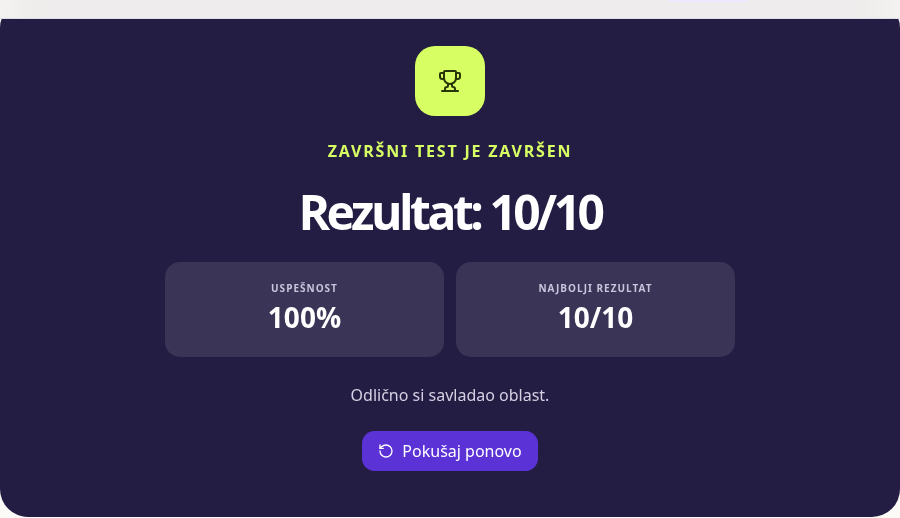 ZAVRŠNI TEST JE ZAVRŠEN
Rezultat: 10/10
USPEŠNOST
100%
NAJBOLJI REZULTAT
10/10
Odlično si savladao oblast.
Pokušaj ponovo